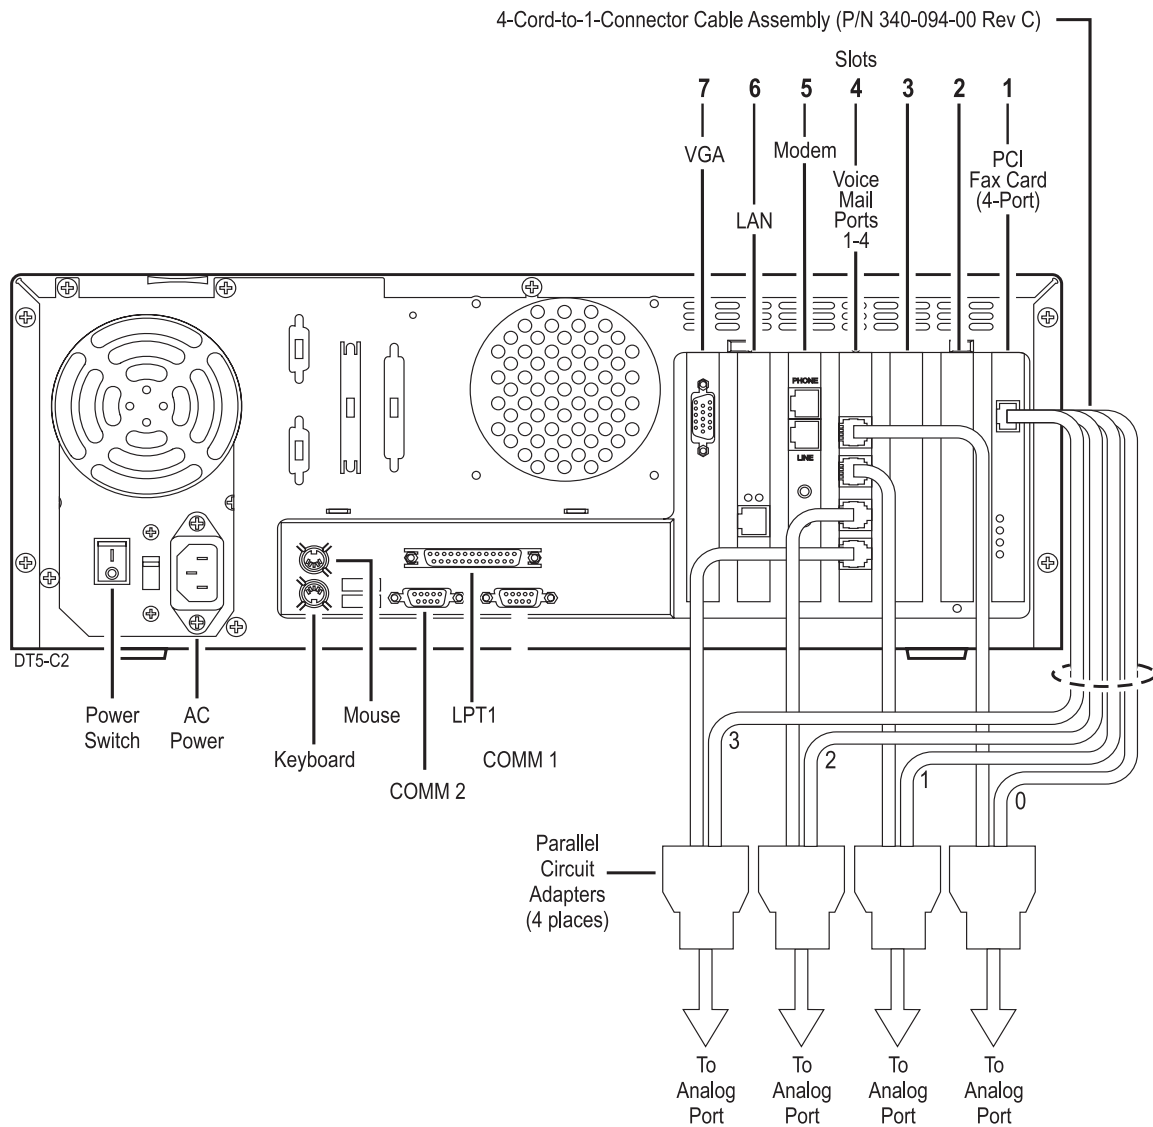 4-Cord-to-1-Connector Cable Assembly (P/N 340-094-00 Rev C)
Slots
7 6 5 4 3 2 1
VGA
LAN
Modem
Voice
Mail
Ports
1-4
PCI
Fax Card
(4-Port)
PHONE
LINE
DT5-C2
Power
Switch
AC
Power
Keyboard
Mouse
COMM 2
LPT1
COMM 1
3
2
1
0
Parallel
Circuit
Adapters
(4 places)
To
Analog
Port
To
Analog
Port
To
Analog
Port
To
Analog
Port